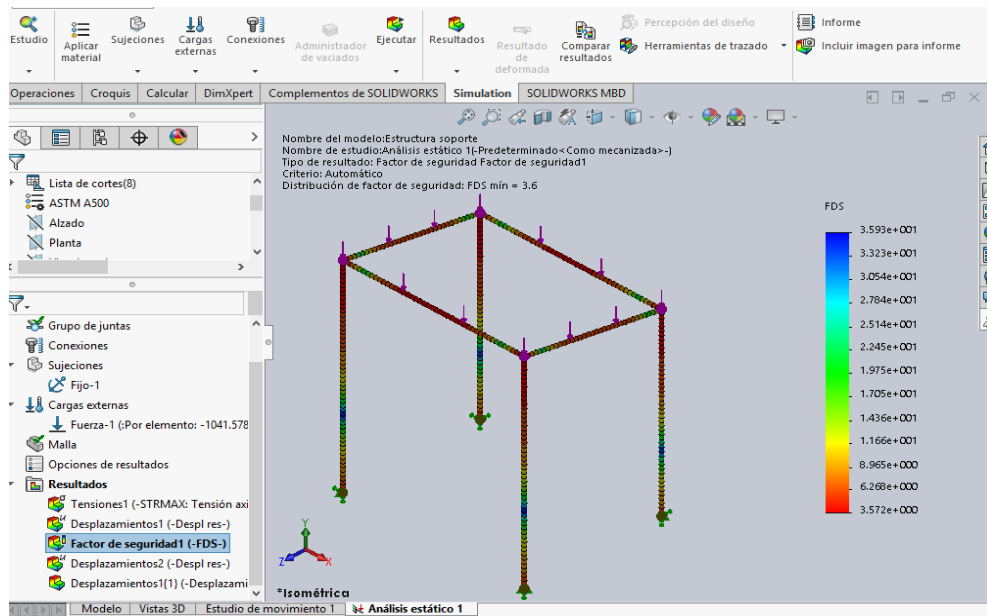 Estudio
Aplicar material
Sujeciones
Cargas externas
Conexiones
Administrador de vaciados
Ejecutar
Resultados
Resultado de deformada
Comparar resultados
Percepción del diseño
Herramientas de trazado
Informe
Incluir imagen para informe
Operaciones Croquis Calcular DimXpert Complementos de SOLIDWORKS Simulation SOLIDWORKS MBD
Lista de cortes(8)
ASTM A500
Alzado
Planta
Grupo de juntas
Conexiones
Sujeciones
Fijo-1
Cargas externas
Fuerza-1 (:Por elemento: -1041.578
Malla
Opciones de resultados
Resultados
Tensiones1 (-STRMAX: Tensión axi
Desplazamientos1 (-Despl res-)
Factor de seguridad1 (-FDS-)
Desplazamientos2 (-Despl res-)
Desplazamientos1{1} (-Desplazami
Nombre del modelo:Estructura soporte
Nombre de estudio:Análisis estático 1(-Predeterminado<Como mecanizada>-)
Tipo de resultado: Factor de seguridad Factor de seguridad1
Criterio: Automático
Distribución de factor de seguridad: FDS mín = 3.6
FDS
3.593e+001
3.323e+001
3.054e+001
2.784e+001
2.514e+001
2.245e+001
1.975e+001
1.705e+001
1.436e+001
1.166e+001
8.965e+000
6.268e+000
3.572e+000
Y
Z
X
*Isométrica
Modelo Vistas 3D Estudio de movimiento 1 Análisis estático 1